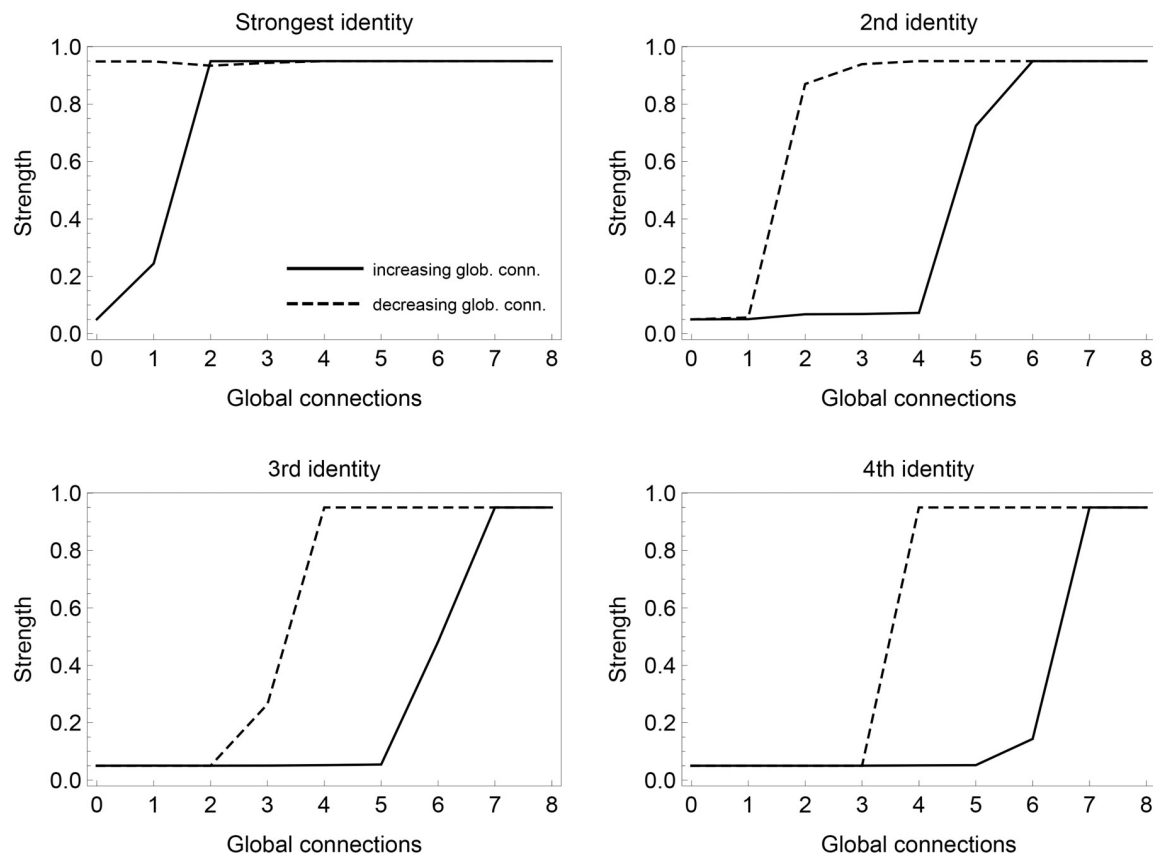 Strongest identity
1.0
0.8
0.6
0.4
0.2
0.0
Strength
increasing glob. conn.
decreasing glob. conn.
0 1 2 3 4 5 6 7 8
Global connections
2nd identity
1.0
0.8
0.6
0.4
0.2
0.0
Strength
0 1 2 3 4 5 6 7 8
Global connections
3rd identity
1.0
0.8
0.6
0.4
0.2
0.0
Strength
0 1 2 3 4 5 6 7 8
Global connections
4th identity
1.0
0.8
0.6
0.4
0.2
0.0
Strength
0 1 2 3 4 5 6 7 8
Global connections